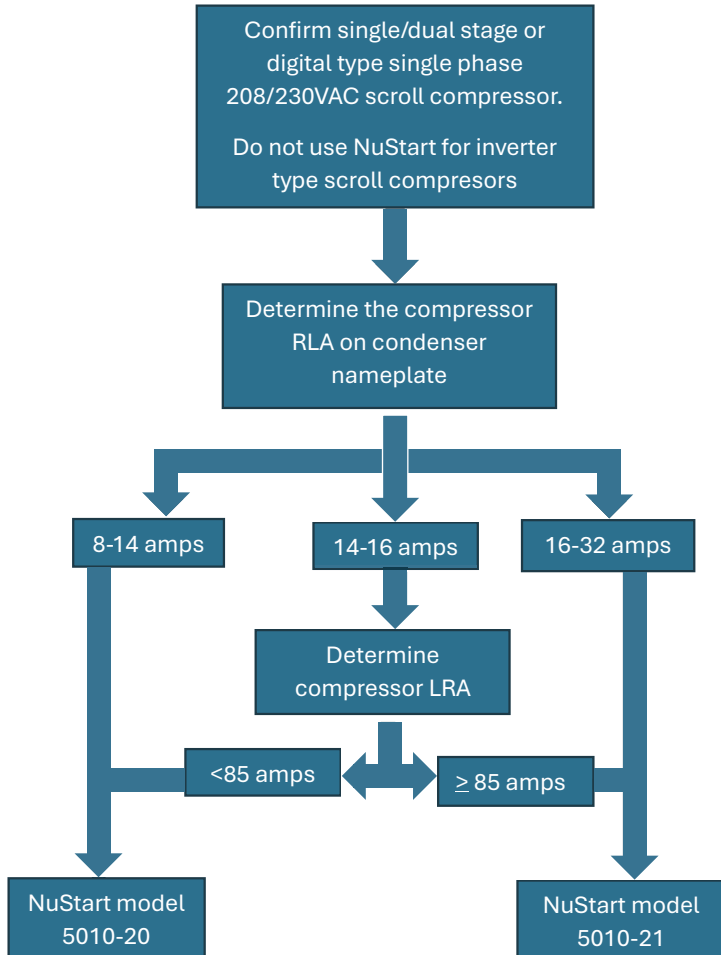 Confirm single/dual stage or
digital type single phase
208/230VAC scroll compressor.
Do not use NuStart for inverter
type scroll compresors
Determine the compressor
RLA on condenser
nameplate
8-14 amps
14-16 amps
16-32 amps
Determine
compressor LRA
<85 amps
≥ 85 amps
NuStart model
5010-20
NuStart model
5010-21